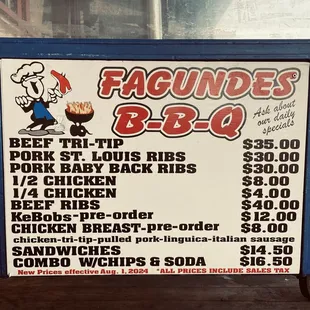 FAGUNDES
B-B-Q
Ask about
our daily
specials
BEEF TRI-TIP $35.00
PORK ST. LOUIS RIBS $30.00
PORK BABY BACK RIBS $30.00
1/2 CHICKEN $8.00
1/4 CHICKEN $4.00
BEEF RIBS $40.00
KeBobs-pre-order $12.00
CHICKEN BREAST-pre-order $8.00
chicken-tri-tip-pulled pork-linguica-italian sausage
SANDWICHES $14.50
COMBO W/CHIPS & SODA $16.50
New Prices effective Aug. 1, 2024 *ALL PRICES INCLUDE SALES TAX